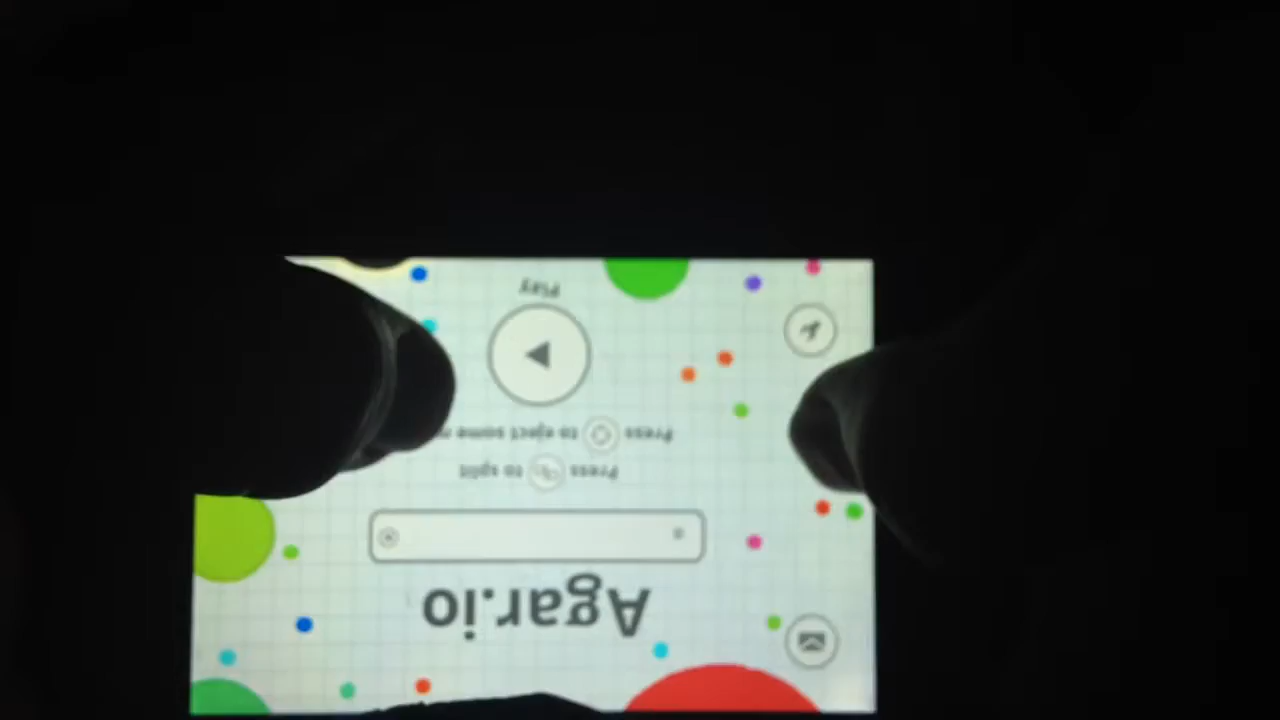 Agar.io
Press to split
Press to eject some
Play